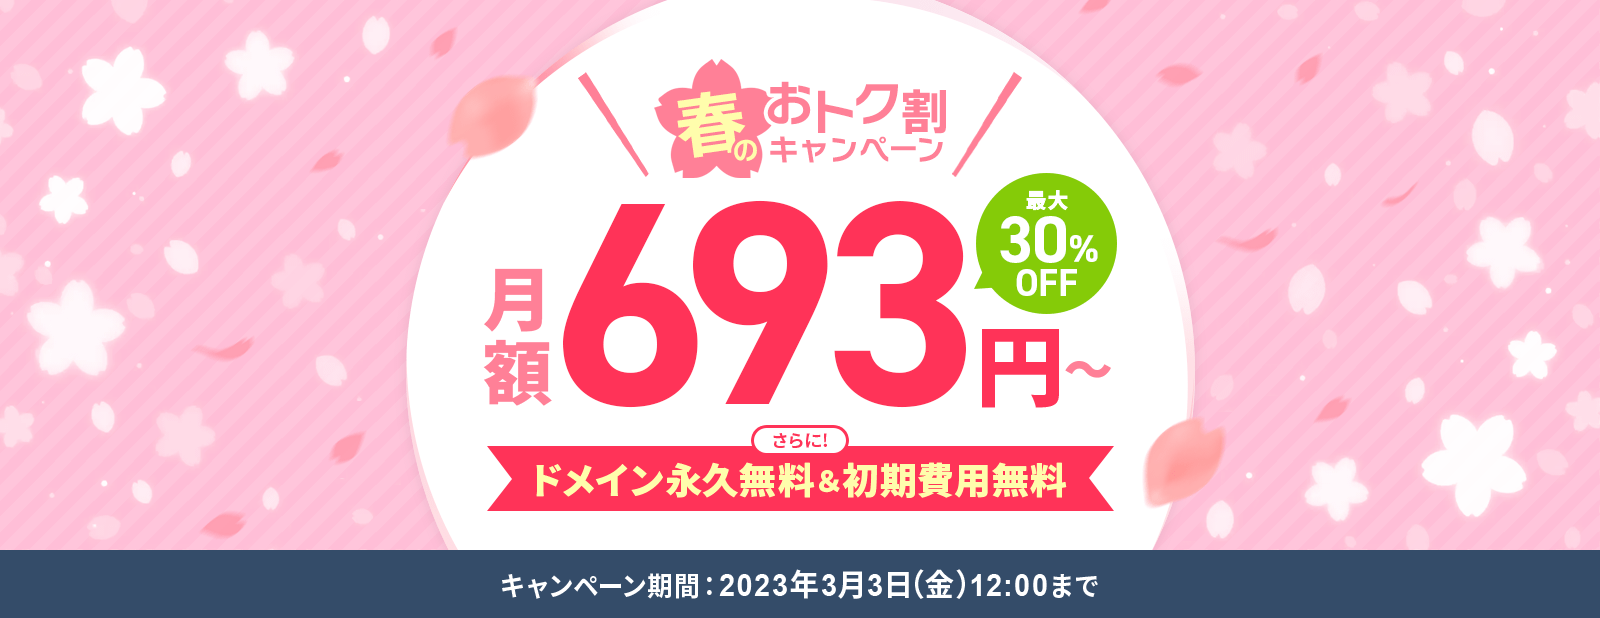 春の
おトク割
キャンペーン
月額693円～
最大
30%
OFF
さらに!
ドメイン永久無料&初期費用無料
キャンペーン期間：2023年3月3日（金）12:00まで